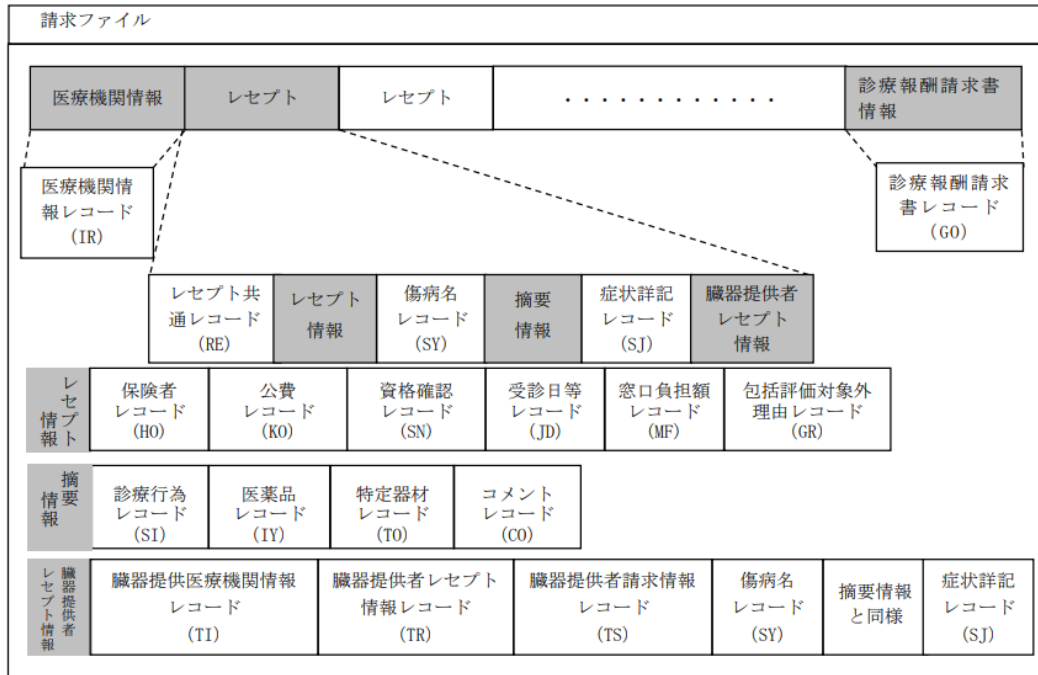 請求ファイル
医療機関情報
レセプト
レセプト
・・・・・・・・・・・・
診療報酬請求書
情報
医療機関情
報レコード
(IR)
診療報酬請求
書レコード
(GO)
レセプト共
通レコード
(RE)
レセプト
情報
傷病名
レコード
(SY)
摘要
情報
症状詳記
レコード
(SJ)
臓器提供者
レセプト
情報
レセプト
情報
保険者
レコード
(HO)
公費
レコード
(KO)
資格確認
レコード
(SN)
受診日等
レコード
(JD)
窓口負担額
レコード
(MF)
包括評価対象外
理由レコード
(GR)
摘要
情報
診療行為
レコード
(SI)
医薬品
レコード
(IY)
特定器材
レコード
(TO)
コメント
レコード
(CO)
臓器提供者
レセプト情報
臓器提供医療機関情報
レコード
(TI)
臓器提供者レセプト
情報レコード
(TR)
臓器提供者請求情報
レコード
(TS)
傷病名
レコード
(SY)
摘要情報
と同様
症状詳記
レコード
(SJ)